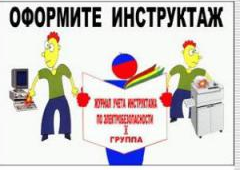 ОФОРМИТЕ ИНСТРУКТАЖ
ЖУРНАЛ УЧЕТА ИНСТРУКТАЖА
ПО ЭЛЕКТРОБЕЗОПАСНОСТИ
I
ГРУППА